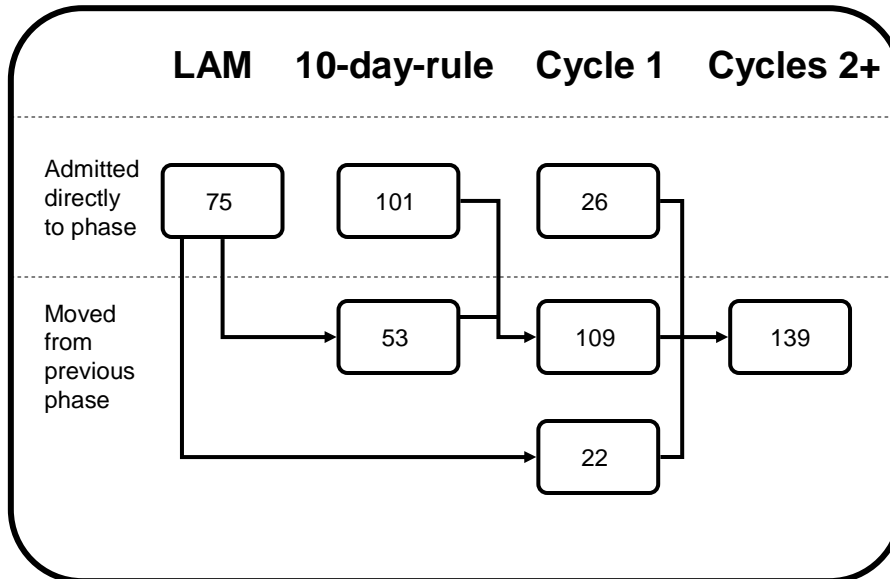 LAM 10-day-rule Cycle 1 Cycles 2+
Admitted
directly
to phase
75 101 26
Moved
from
previous
phase
53 109 139
22